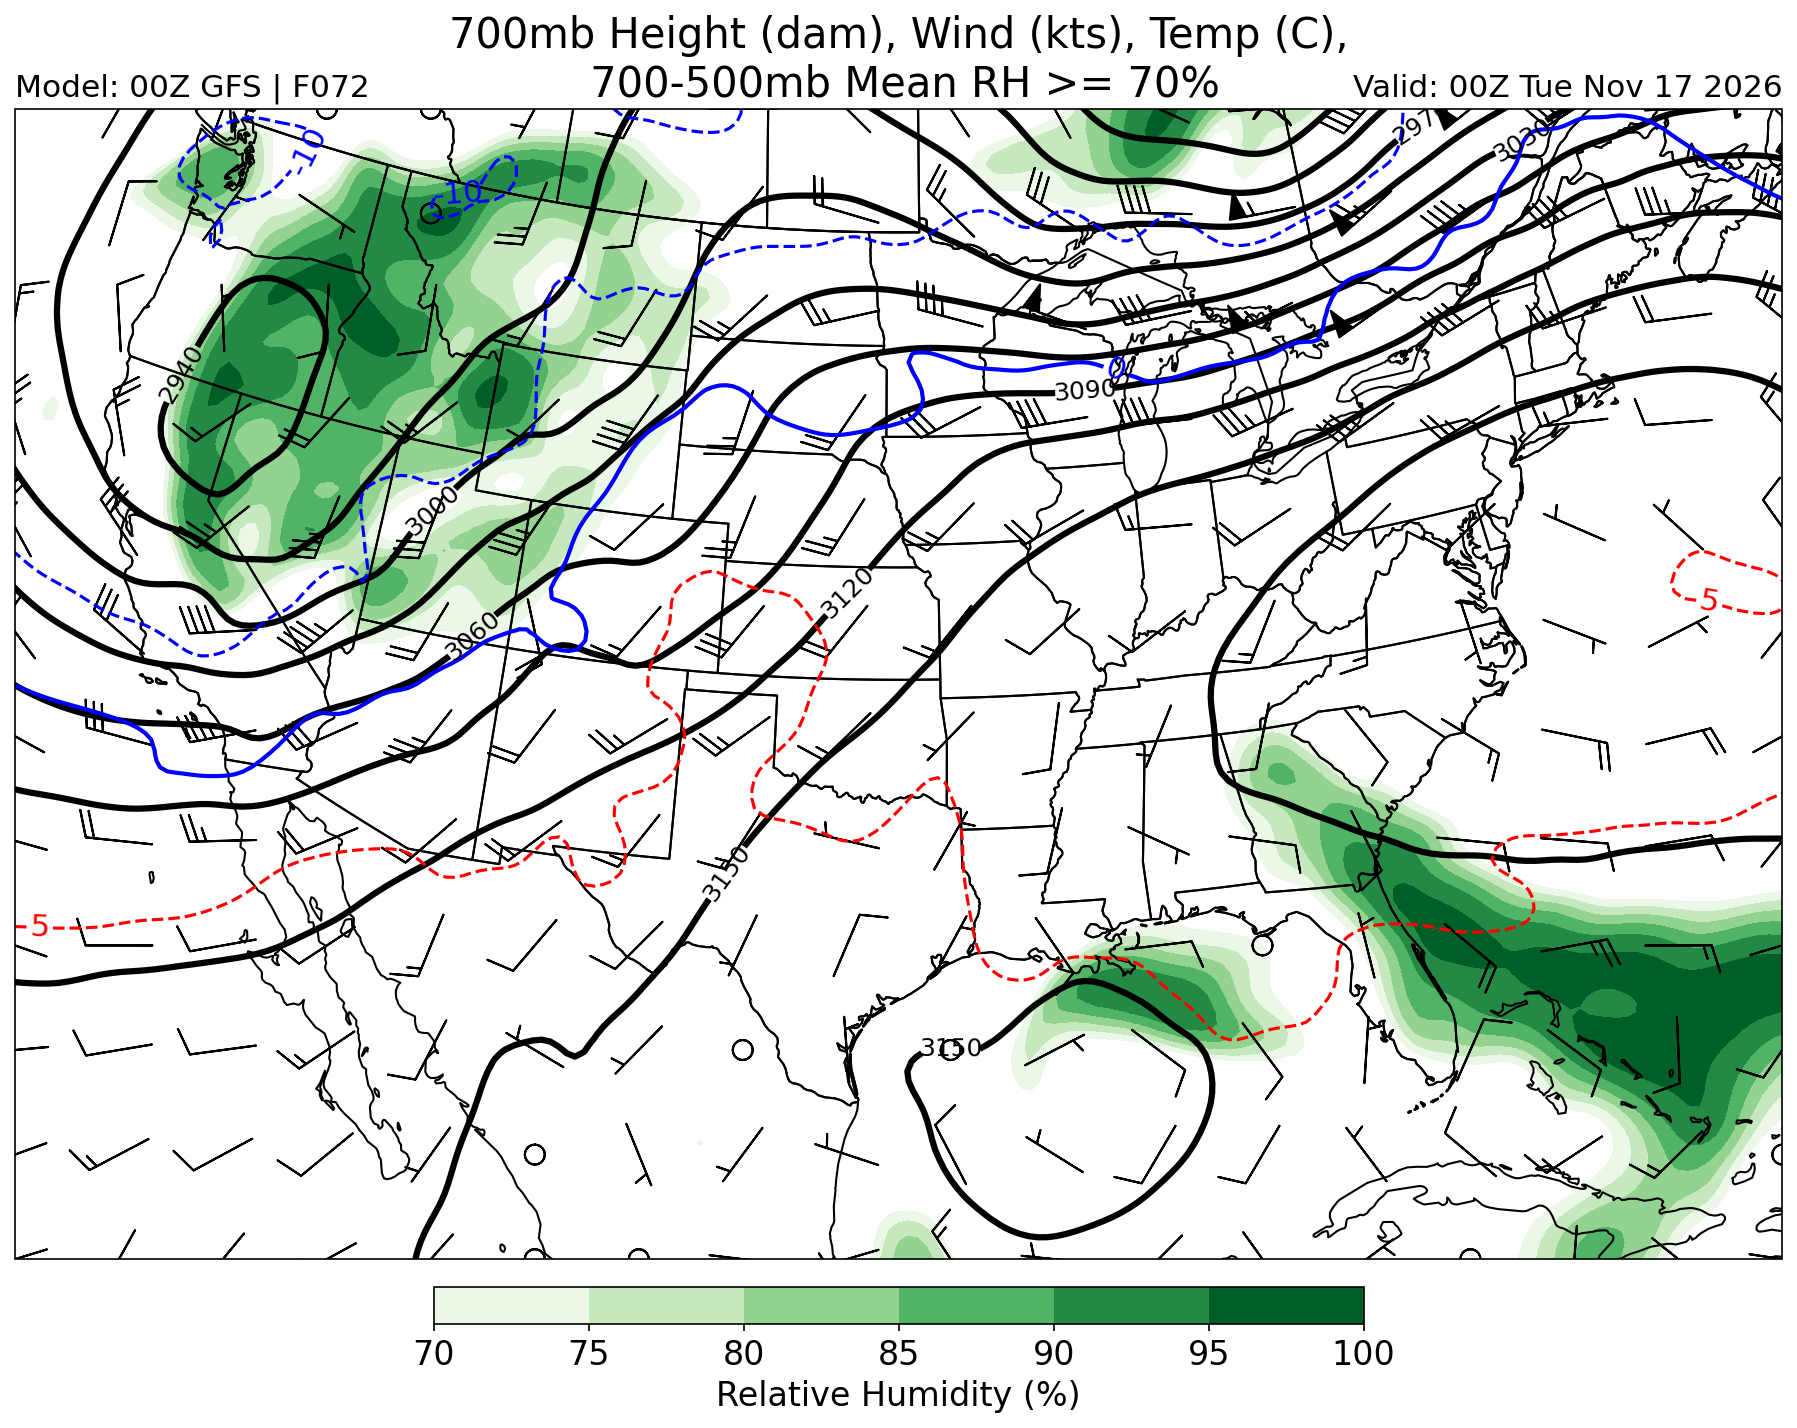 700mb Height (dam), Wind (kts), Temp (C),
700-500mb Mean RH >= 70%
Model: 00Z GFS | F072
Valid: 00Z Tue Nov 17 2026
-10
-10
297
3030
2940
0
3090
3000
3120
5
3060
3150
5
3150
70 75 80 85 90 95 100
Relative Humidity (%)